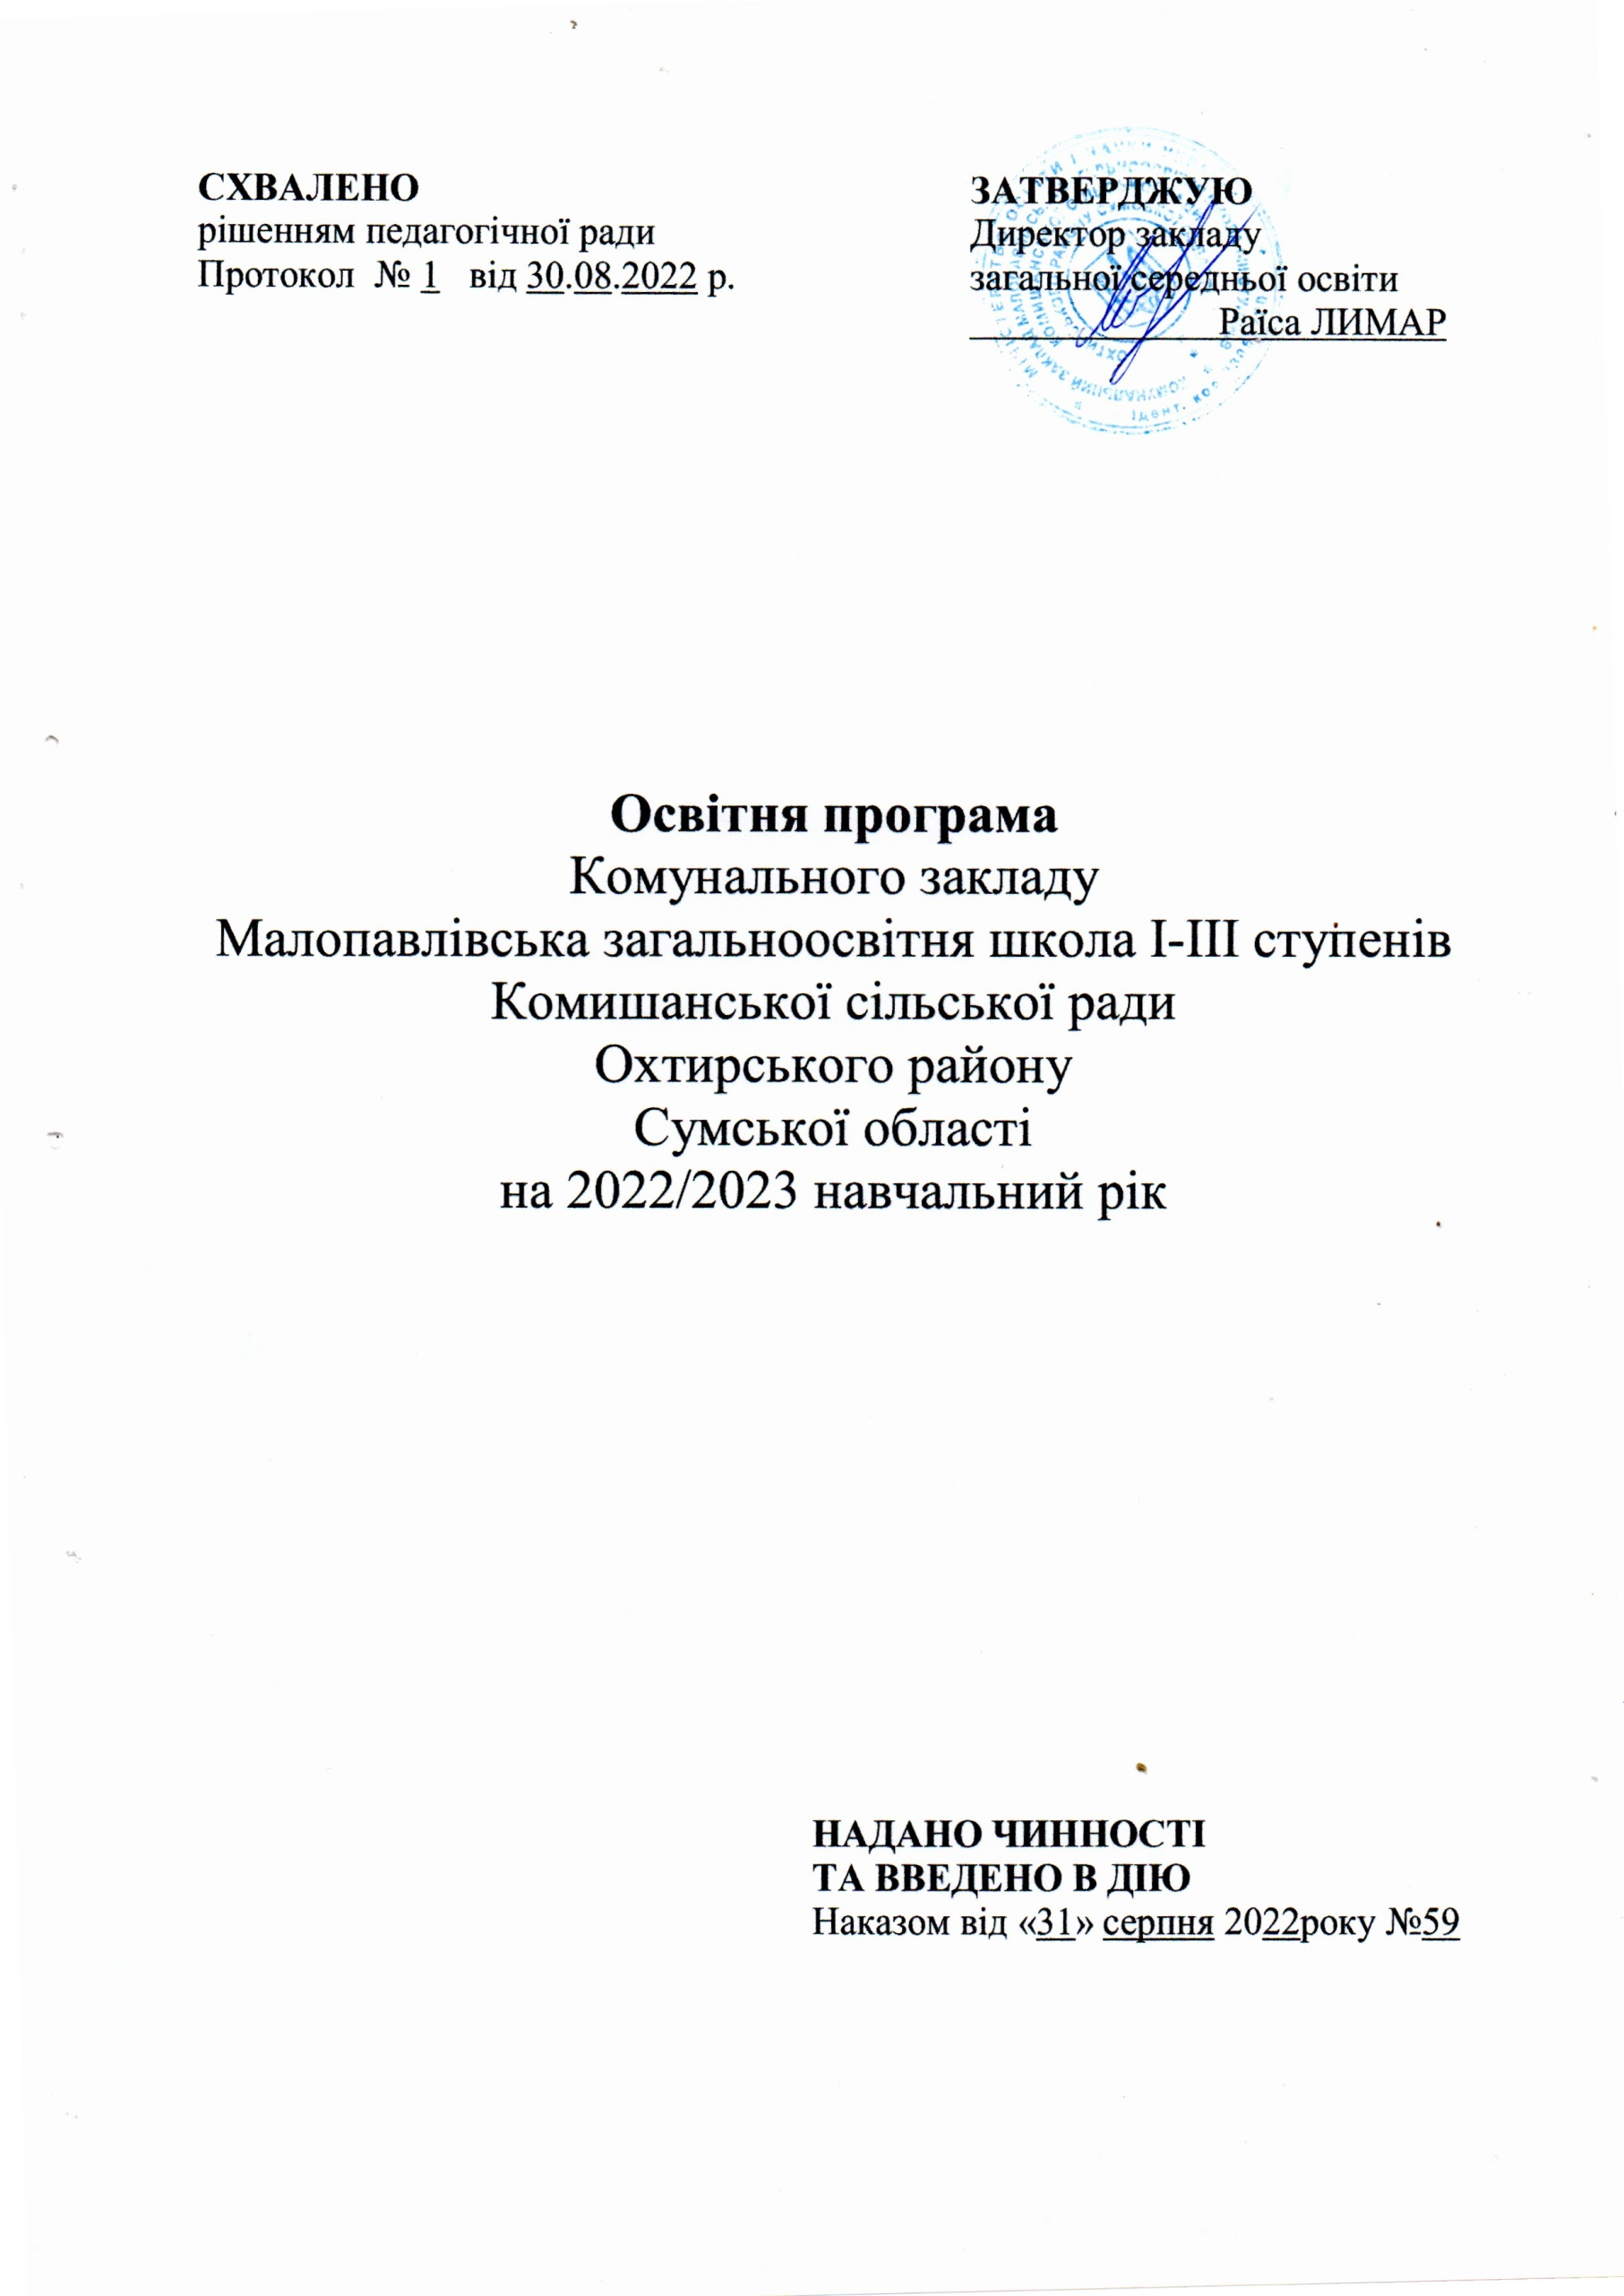 СХВАЛЕНО
рішенням педагогічної ради
Протокол № 1 від 30.08.2022 р.
ЗАТВЕРДЖУЮ
Директор закладу
загальної середньої освіти
Раїса ЛИМАР
Освітня програма
Комунального закладу
Малопавлівська загальноосвітня школа І-ІІІ ступенів
Комишанської сільської ради
Охтирського району
Сумської області
на 2022/2023 навчальний рік
НАДАНО ЧИННОСТІ
ТА ВВЕДЕНО В ДІЮ
Наказом від «31» серпня 2022року №59